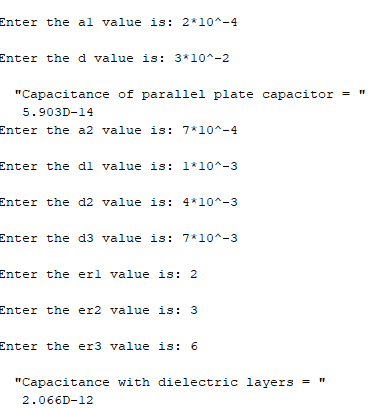 Enter the a1 value is: 2*10^-4
Enter the d value is: 3*10^-2
"Capacitance of parallel plate capacitor = "
5.903D-14
Enter the a2 value is: 7*10^-4
Enter the d1 value is: 1*10^-3
Enter the d2 value is: 4*10^-3
Enter the d3 value is: 7*10^-3
Enter the er1 value is: 2
Enter the er2 value is: 3
Enter the er3 value is: 6
"Capacitance with dielectric layers = "
2.066D-12